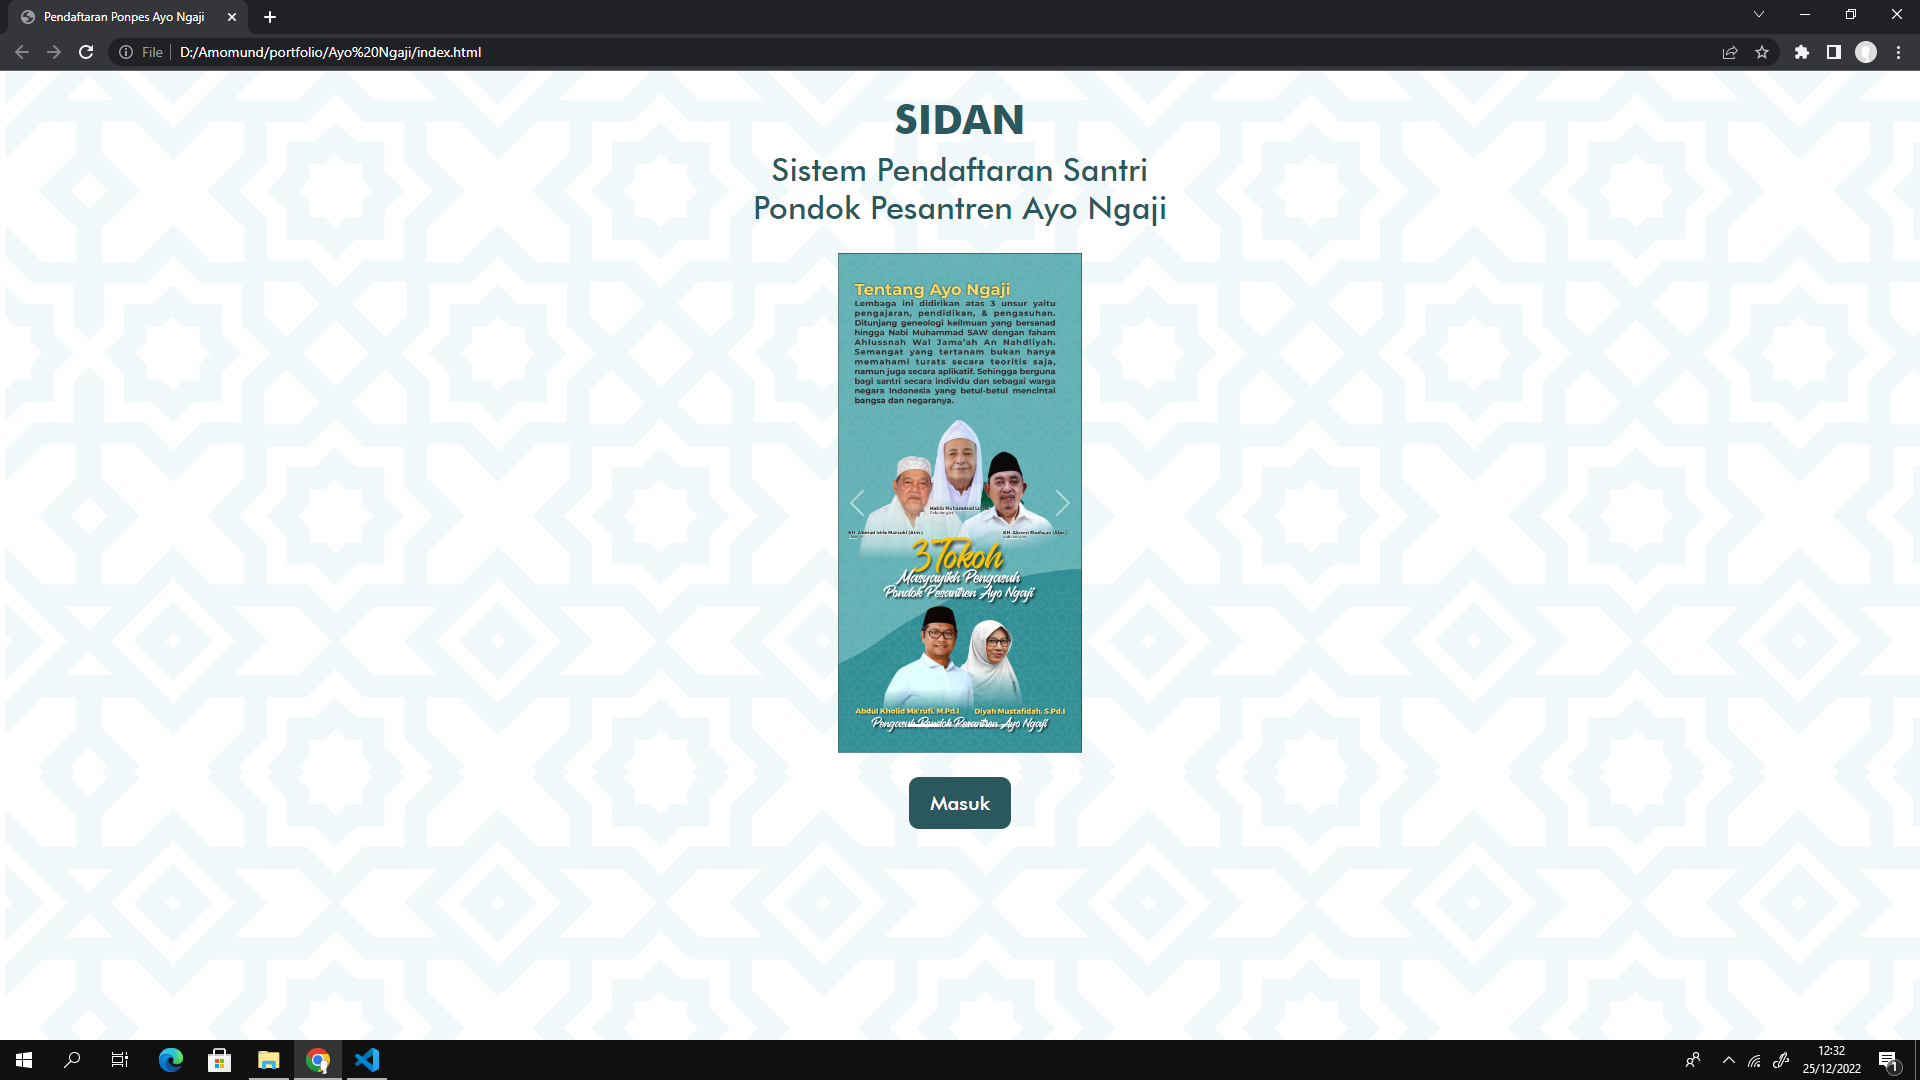 Pendaftaran Ponpes Ayo Ngaji
File
D:/Amomund/portfolio/Ayo%20Ngaji/index.html
SIDAN
Sistem Pendaftaran Santri
Pondok Pesantren Ayo Ngaji
Tentang Ayo Ngaji
Lembaga ini didirikan atas 3 unsur yaitu
pengajaran, pendidikan, & pengasuhan.
Ditunjang geneologi keilmuan yang bersanad
hingga Nabi Muhammad SAW dengan faham
Ahlussnah Wal Jama'ah An Nahdliyah.
Semangat yang tertanam bukan hanya
memahami turats secara teoritis saja,
namun juga secara aplikatif. Sehingga berguna
bagi santri secara individu dan sebagai warga
negara Indonesia yang betul-betul mencintai
bangsa dan negaranya.
Habib Muhammad
Pekalongan
KH. Ahmad Idris Marzuki (Alm.)
KH. Akrom Shofwan (Alm.)
Pekalongan
3 Tokoh
Masyayikh Pengasuh
Pondok Pesantren Ayo Ngaji
Abdul Kholid Ma'rufi, M.Pd.I
Diyah Mustafidah, S.Pd.I
Pengasuh Pondok Pesantren Ayo Ngaji
Masuk
12:32
25/12/2022
1